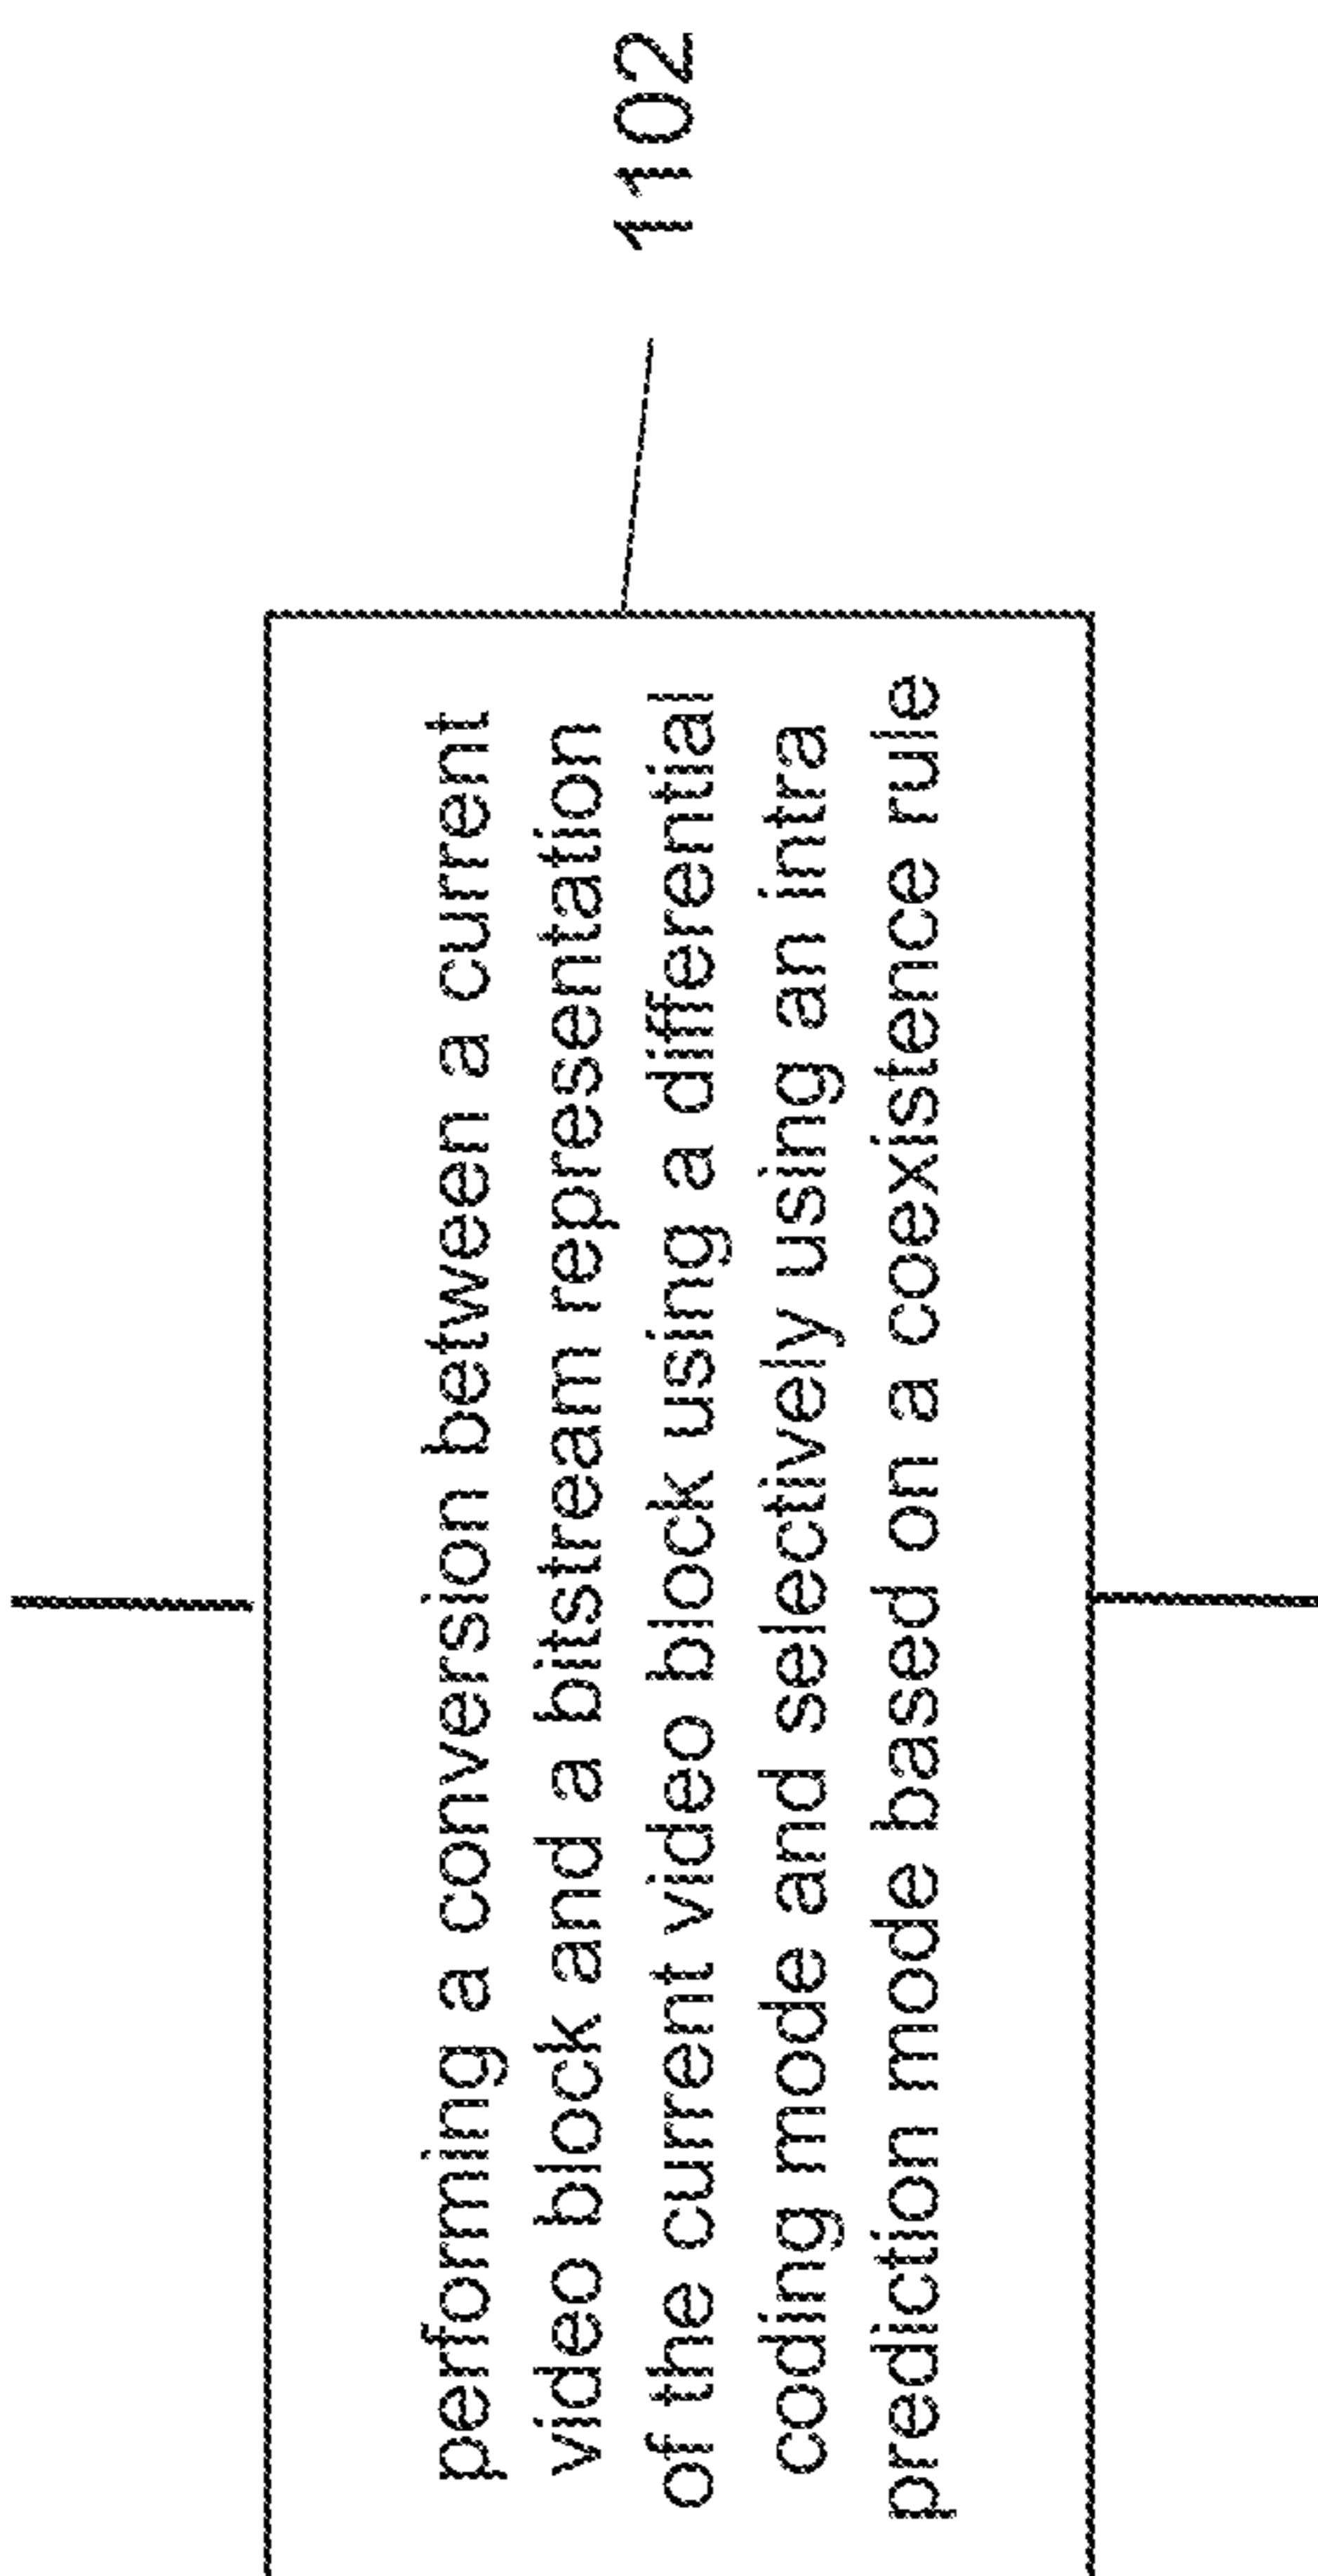 1102
performing a conversion between a current
video block and a bitstream representation
of the current video block using a differential
coding mode and selectively using an intra
prediction mode based on a coexistence rule